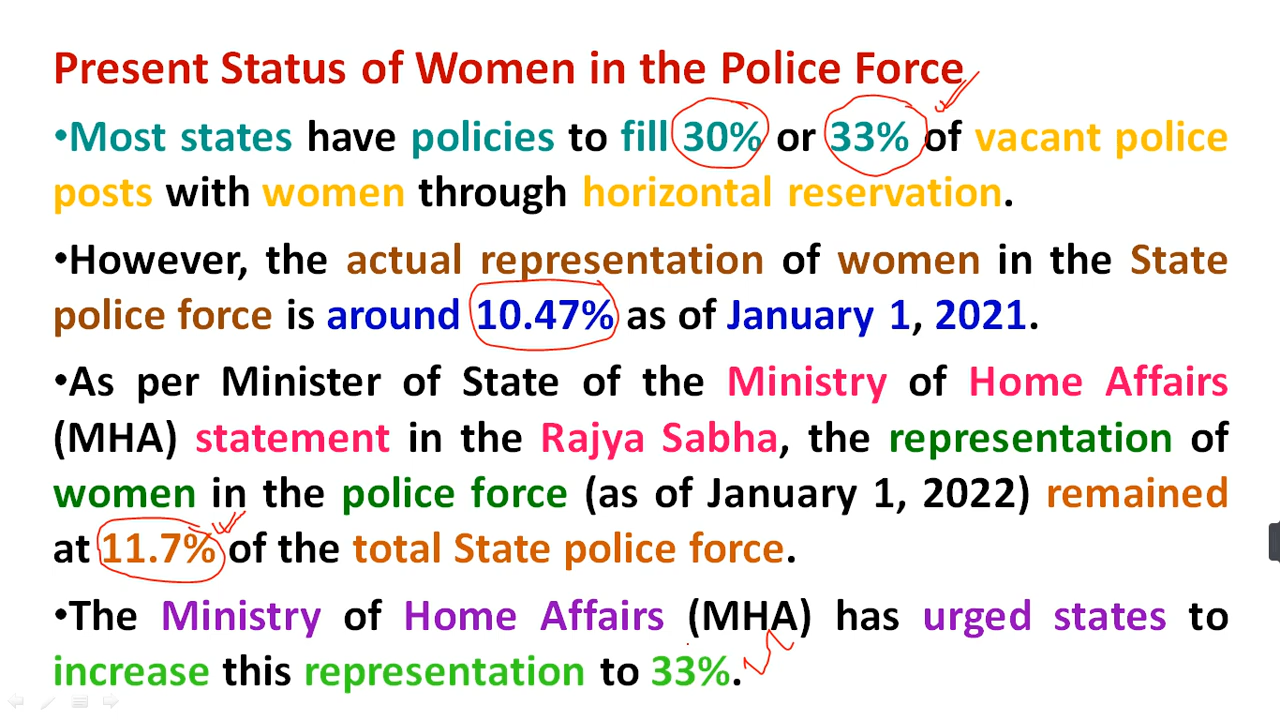 Present Status of Women in the Police Force
•Most states have policies to fill 30% or 33% of vacant police
posts with women through horizontal reservation.
•However, the actual representation of women in the State
police force is around 10.47% as of January 1, 2021.
•As per Minister of State of the Ministry of Home Affairs
(MHA) statement in the Rajya Sabha, the representation of
women in the police force (as of January 1, 2022) remained
at 11.7% of the total State police force.
•The Ministry of Home Affairs (MHA) has urged states to
increase this representation to 33%.